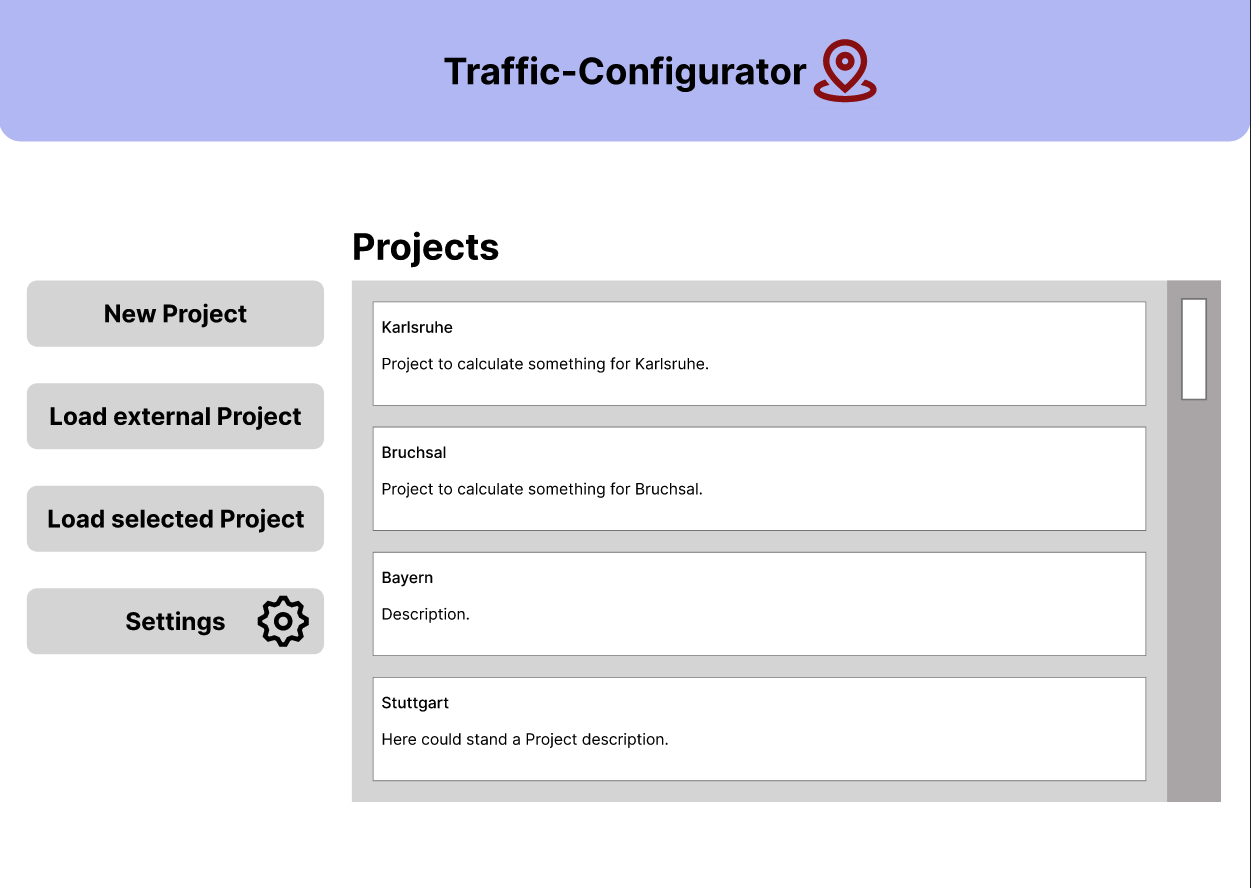 Traffic-Configurator
Projects
New Project
Load external Project
Load selected Project
Settings
Karlsruhe
Project to calculate something for Karlsruhe.
Bruchsal
Project to calculate something for Bruchsal.
Bayern
Description.
Stuttgart
Here could stand a Project description.